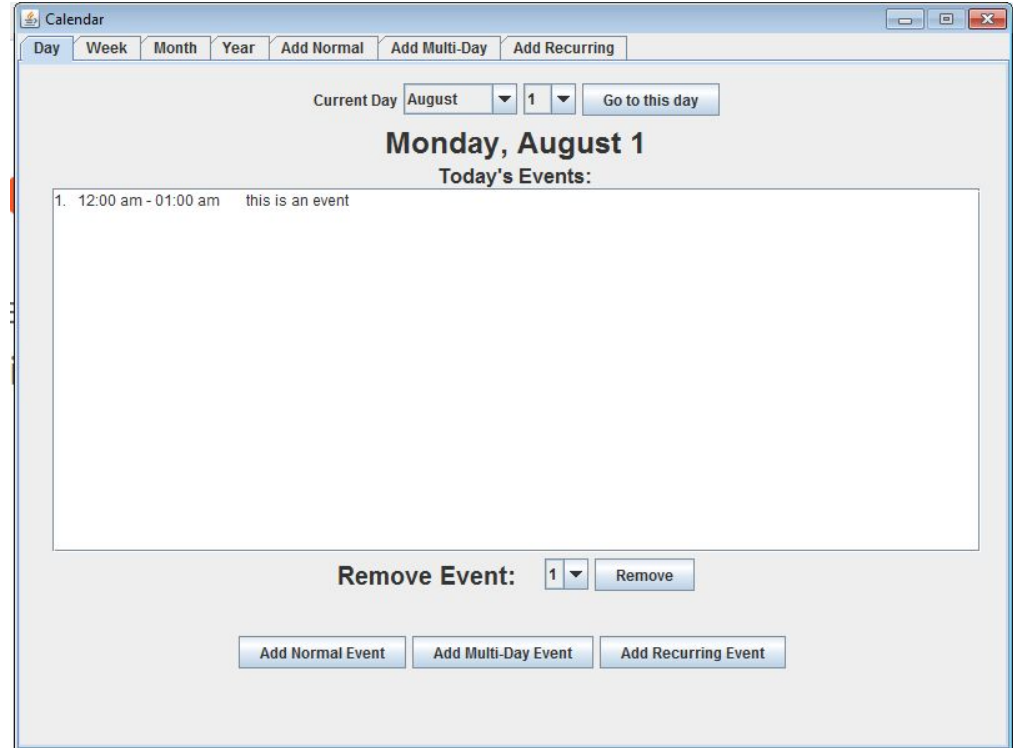 Calendar
Day Week Month Year Add Normal Add Multi-Day Add Recurring
Current Day August 1 Go to this day
Monday, August 1
Today's Events:
1. 12:00 am - 01:00 am this is an event
Remove Event: 1 Remove
Add Normal Event Add Multi-Day Event Add Recurring Event